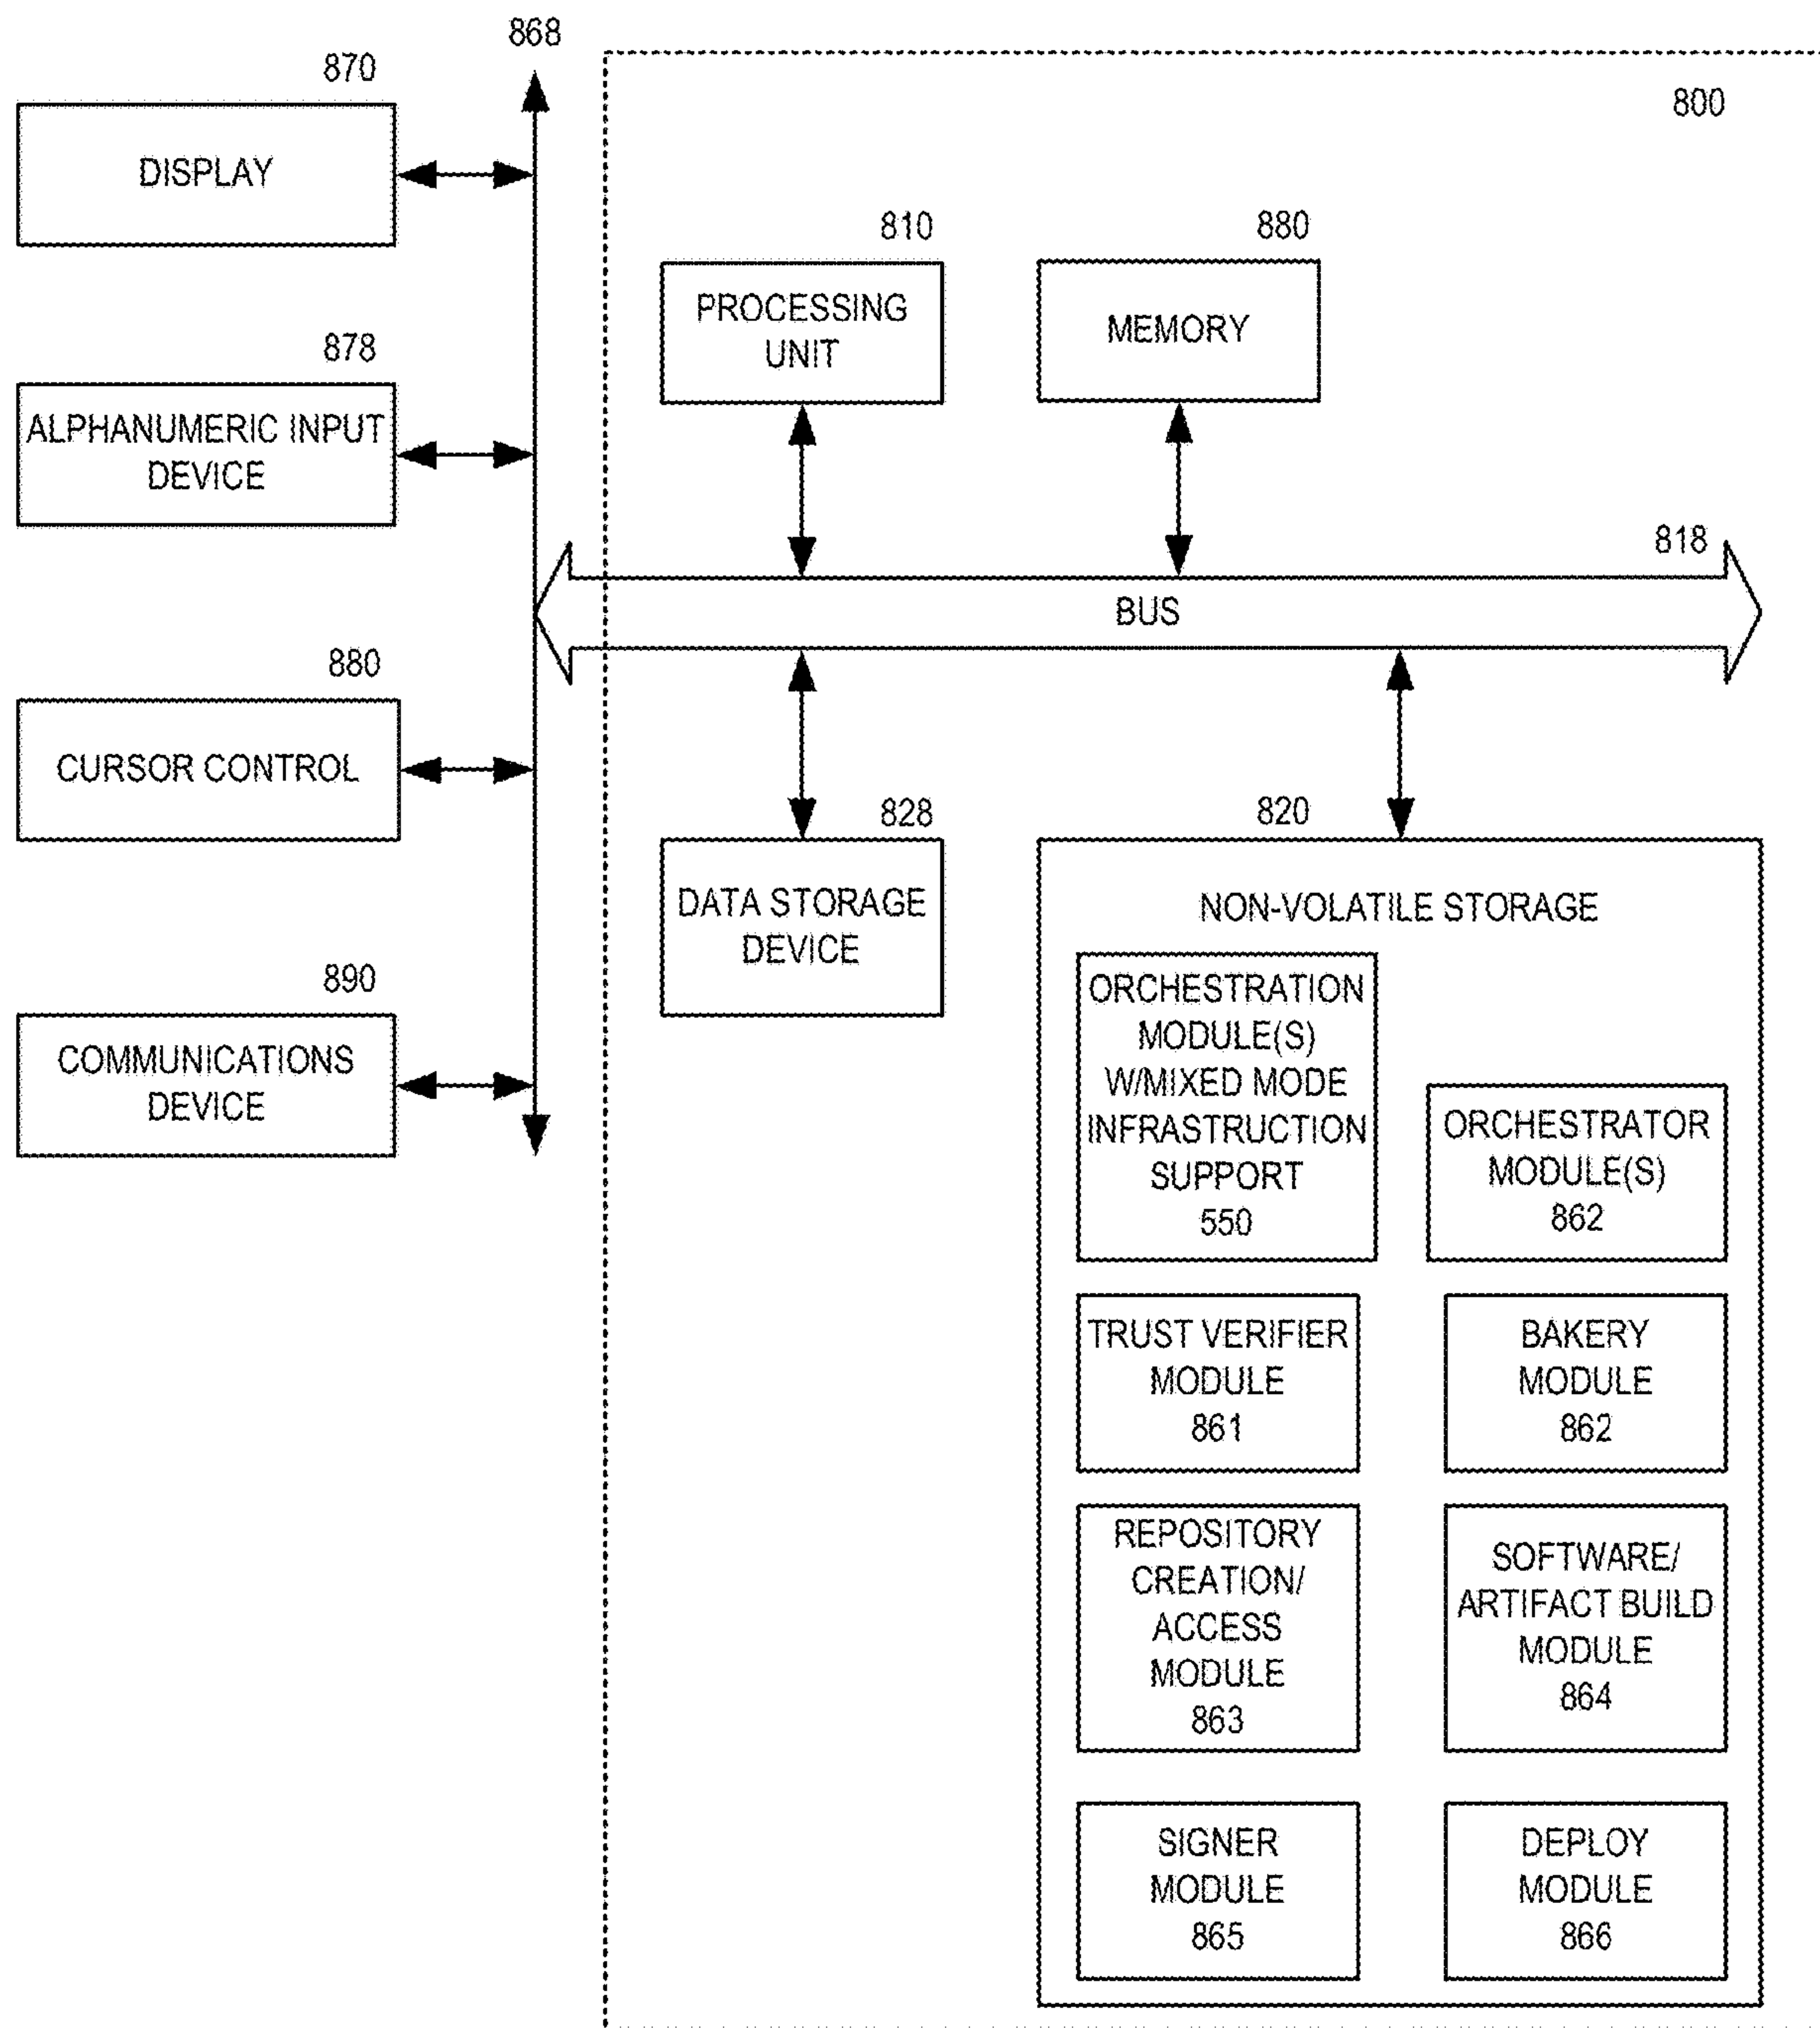 868
870
DISPLAY
800
810
PROCESSING
UNIT
880
MEMORY
878
ALPHANUMERIC INPUT
DEVICE
818
BUS
880
CURSOR CONTROL
828
DATA STORAGE
DEVICE
820
NON-VOLATILE STORAGE
890
COMMUNICATIONS
DEVICE
ORCHESTRATION
MODULE(S)
W/MIXED MODE
INFRASTRUCTION
SUPPORT
550
ORCHESTRATOR
MODULE(S)
862
TRUST VERIFIER
MODULE
861
BAKERY
MODULE
862
REPOSITORY
CREATION/
ACCESS
MODULE
863
SOFTWARE/
ARTIFACT BUILD
MODULE
864
SIGNER
MODULE
865
DEPLOY
MODULE
866